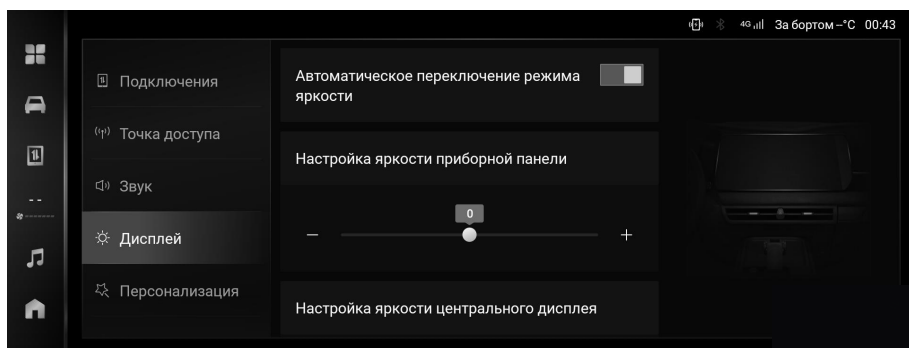 4G За бортом --°C 00:43
Подключения
Точка доступа
Звук
Дисплей
Персонализация
Автоматическое переключение режима
яркости
Настройка яркости приборной панели
0
− +
Настройка яркости центрального дисплея
--